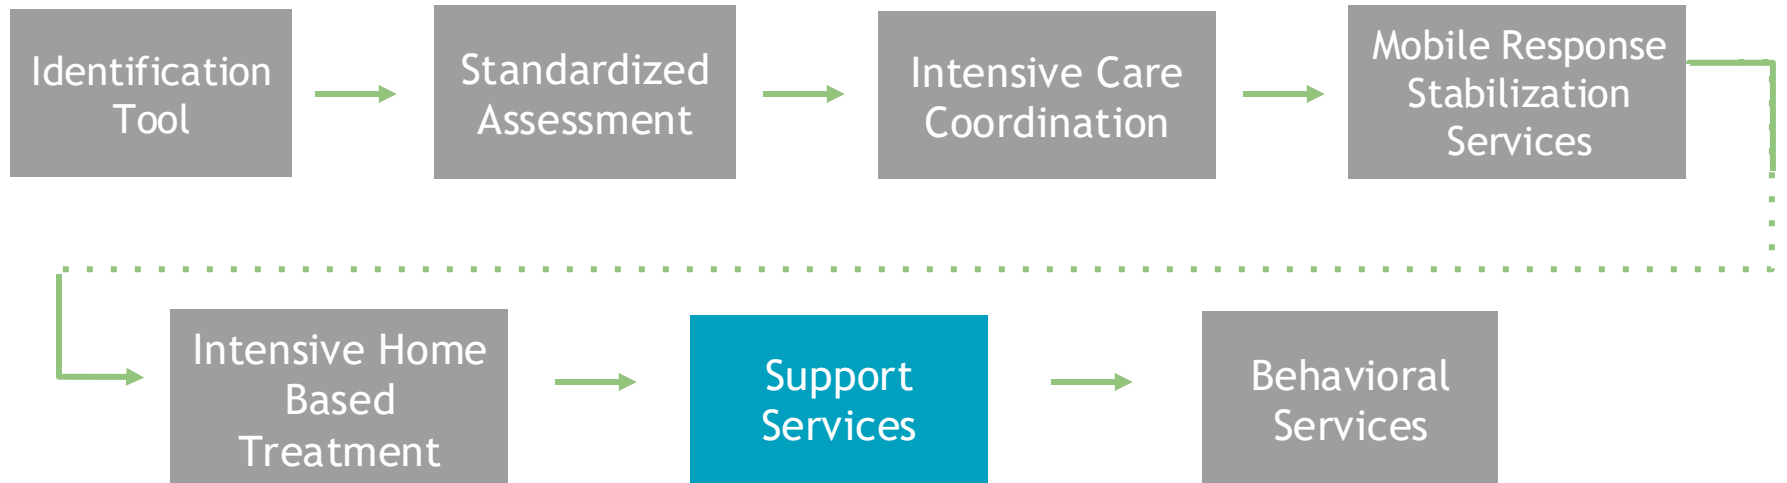 Identification
Tool
Standardized
Assessment
Intensive Care
Coordination
Mobile Response
Stabilization
Services
Intensive Home
Based
Treatment
Support
Services
Behavioral
Services